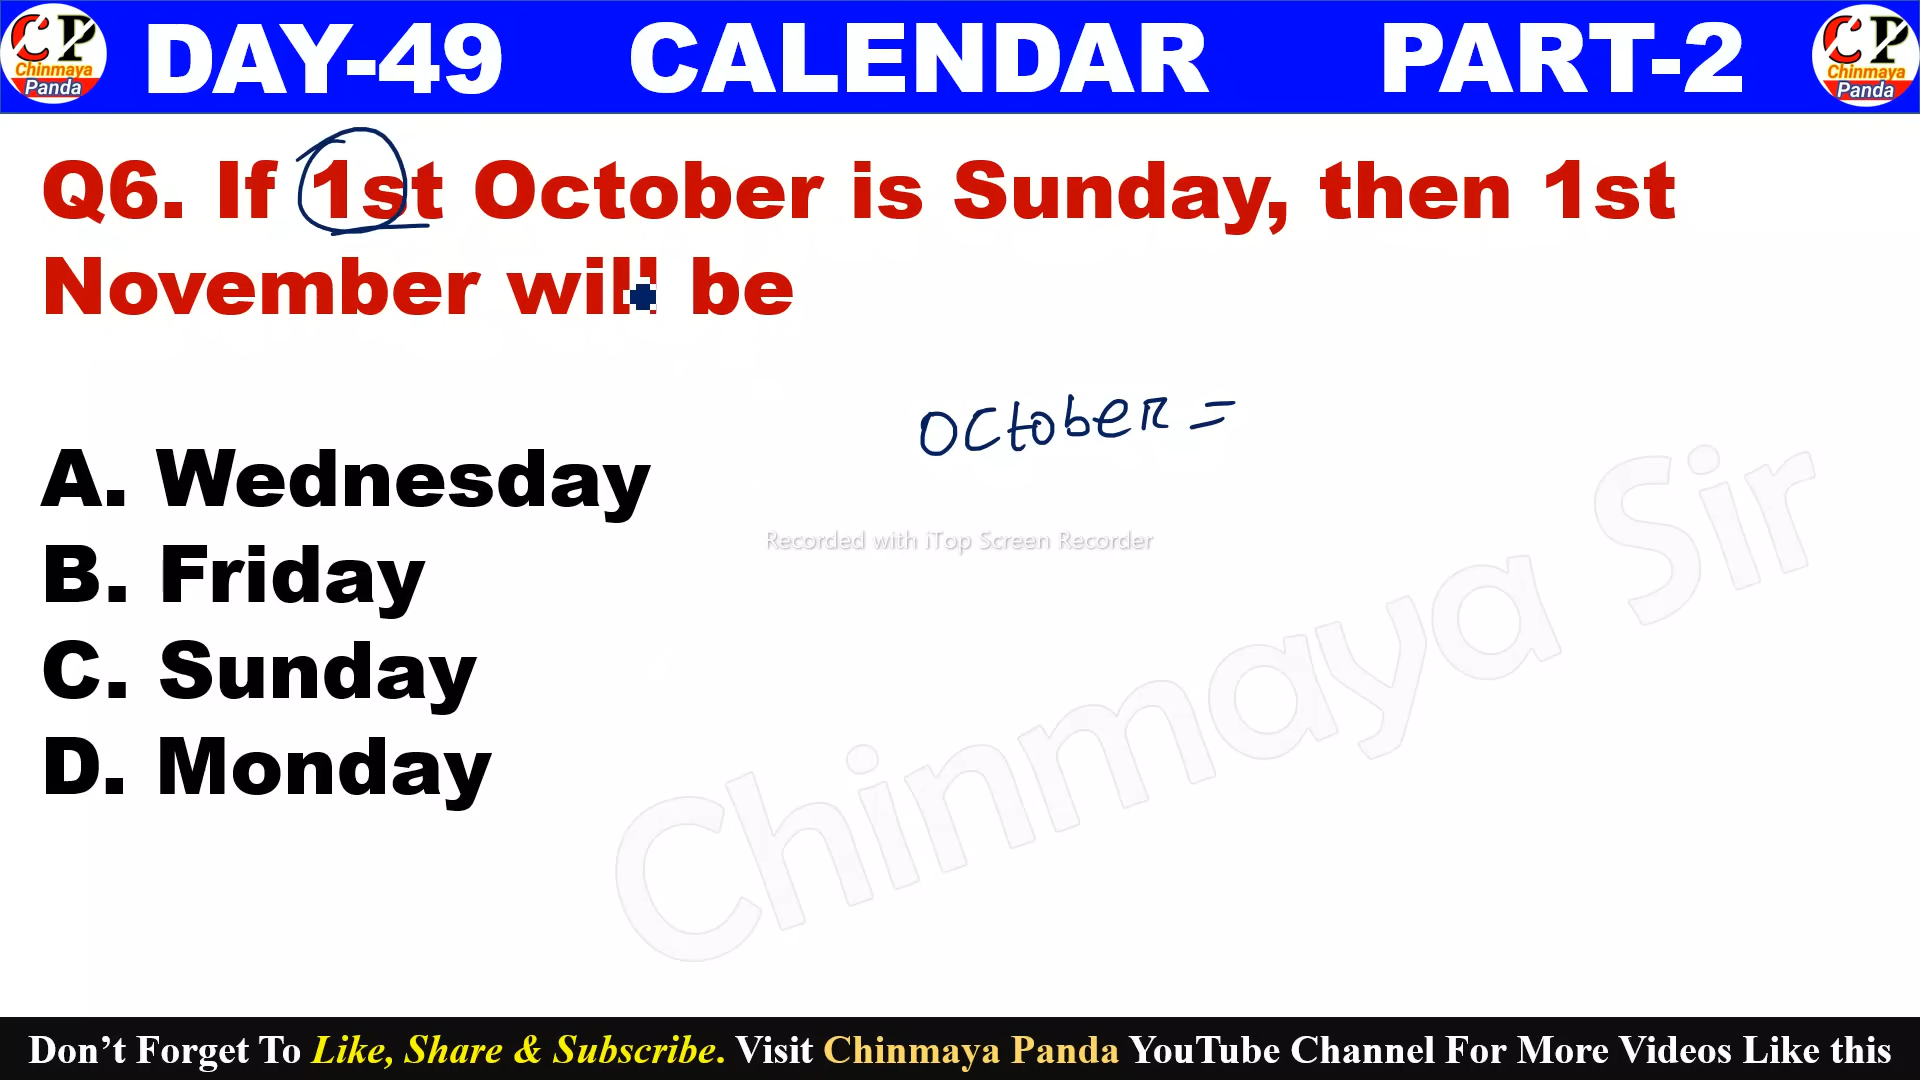 CP Chinmaya Panda
DAY-49 CALENDAR PART-2
CP Chinmaya Panda
Q6. If 1st October is Sunday, then 1st
November will be
October =
A. Wednesday
Recorded with iTop Screen Recorder
B. Friday
C. Sunday
D. Monday
Chinmaya Sir
Don’t Forget To Like, Share & Subscribe. Visit Chinmaya Panda YouTube Channel For More Videos Like this